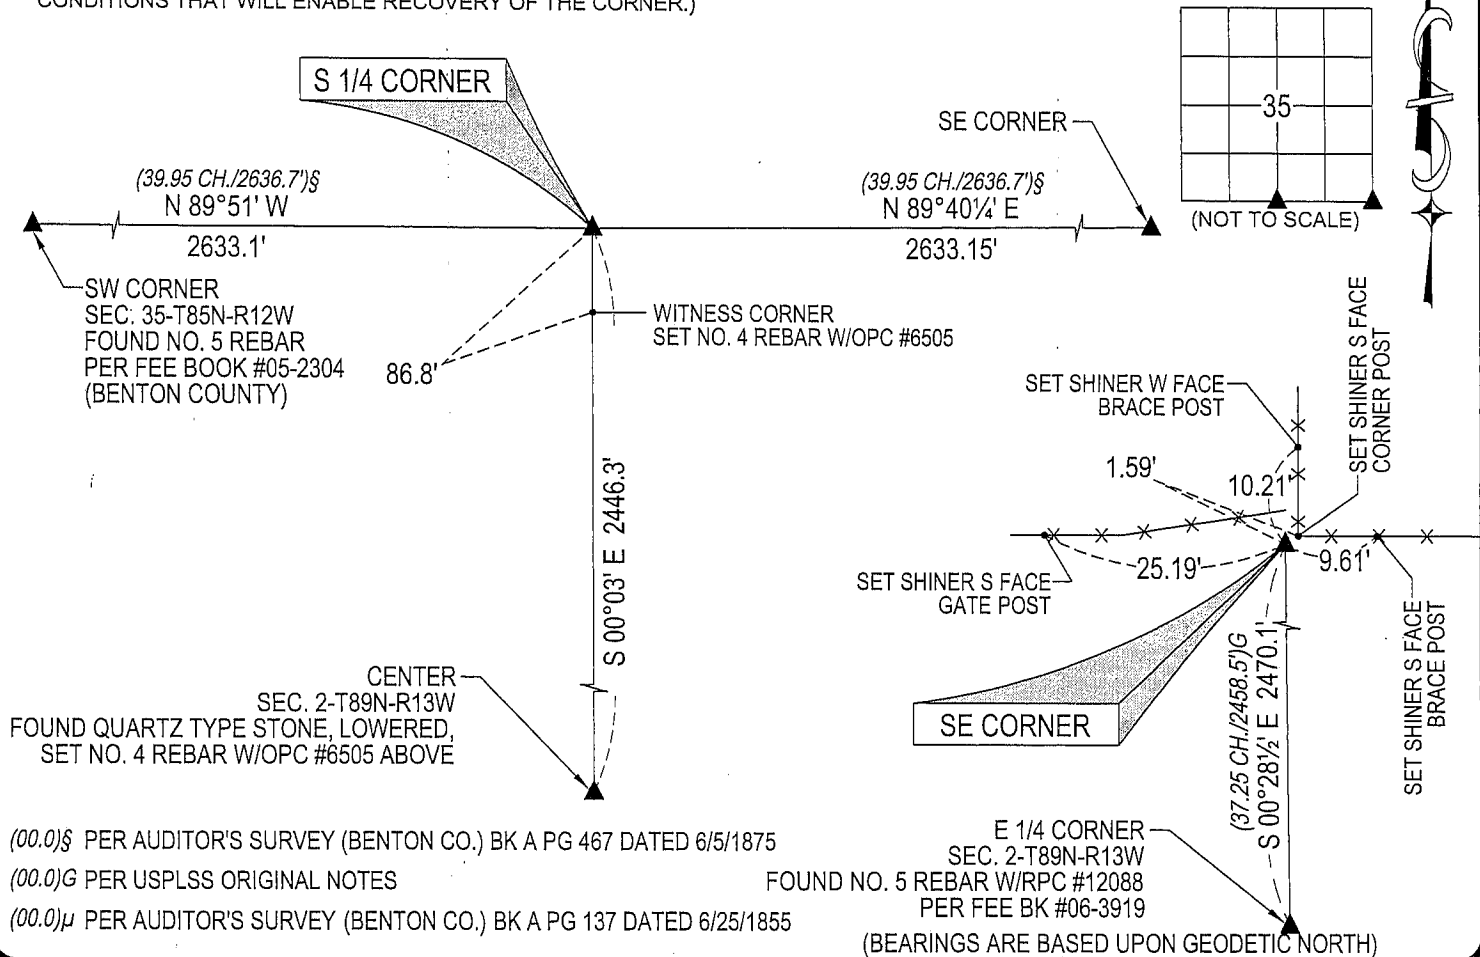 CONDITIONS THAT WILL ENABLE RECOVERY OF THE CORNER.)
S 1/4 CORNER
SE CORNER
35
(NOT TO SCALE)
(39.95 CH./2636.7')§
N 89°51' W
2633.1'
(39.95 CH./2636.7')§
N 89°40¼' E
2633.15'
SW CORNER
SEC. 35-T85N-R12W
FOUND NO. 5 REBAR
PER FEE BOOK #05-2304
(BENTON COUNTY)
86.8'
WITNESS CORNER
SET NO. 4 REBAR W/OPC #6505
S 00°03' E 2446.3'
SET SHINER W FACE
BRACE POST
SET SHINER S FACE
CORNER POST
1.59'
10.21'
25.19'
9.61'
SET SHINER S FACE
GATE POST
SET SHINER S FACE
BRACE POST
SE CORNER
(37.25 CH./2458.5')G
S 00°28½' E 2470.1'
CENTER
SEC. 2-T89N-R13W
FOUND QUARTZ TYPE STONE, LOWERED,
SET NO. 4 REBAR W/OPC #6505 ABOVE
E 1/4 CORNER
SEC. 2-T89N-R13W
FOUND NO. 5 REBAR W/RPC #12088
PER FEE BK #06-3919
(BEARINGS ARE BASED UPON GEODETIC NORTH)
(00.0)§ PER AUDITOR'S SURVEY (BENTON CO.) BK A PG 467 DATED 6/5/1875
(00.0)G PER USPLSS ORIGINAL NOTES
(00.0)µ PER AUDITOR'S SURVEY (BENTON CO.) BK A PG 137 DATED 6/25/1855